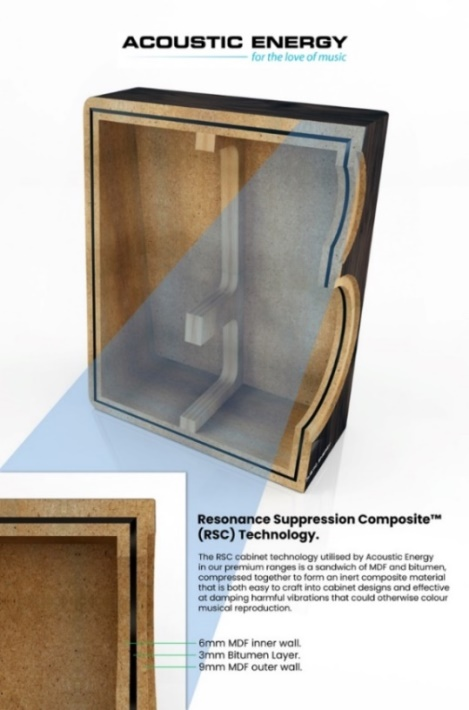 ACOUSTIC ENERGY
for the love of music
Resonance Suppression Composite™
(RSC) Technology.
The RSC cabinet technology utilised by Acoustic Energy
in our premium ranges is a sandwich of MDF and bitumen,
compressed together to form an inert composite material
that is both easy to craft into cabinet designs and effective
at damping harmful vibrations that could otherwise colour
musical reproduction.
6mm MDF inner wall.
3mm Bitumen Layer.
9mm MDF outer wall.